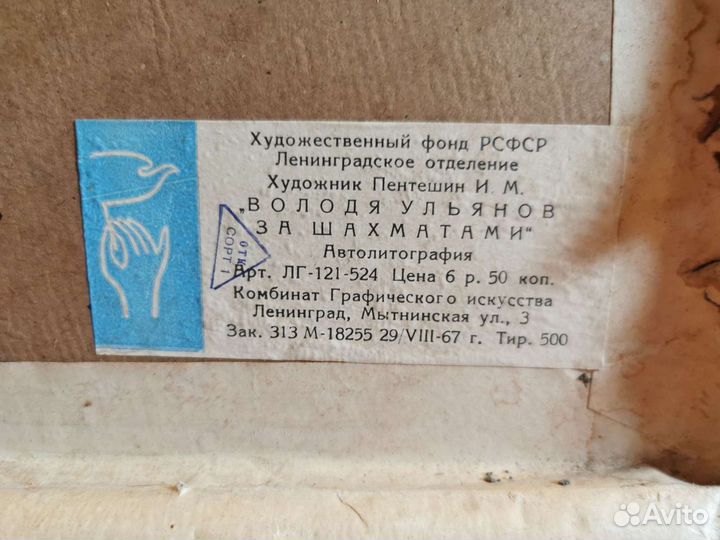 Художественный фонд РСФСР
Ленинградское отделение
Художник Пентешин И. М.
„ВОЛОДЯ УЛЬЯНОВ
ЗА ШАХМАТАМИ“
Автолитография
Арт. ЛГ-121-524 Цена 6 р. 50 коп.
Комбинат Графического искусства
Ленинград, Мытнинская ул., 3
Зак. 313 М-18255 29/VIII-67 г. Тир. 500
ОТК
СОРТ I
Avito